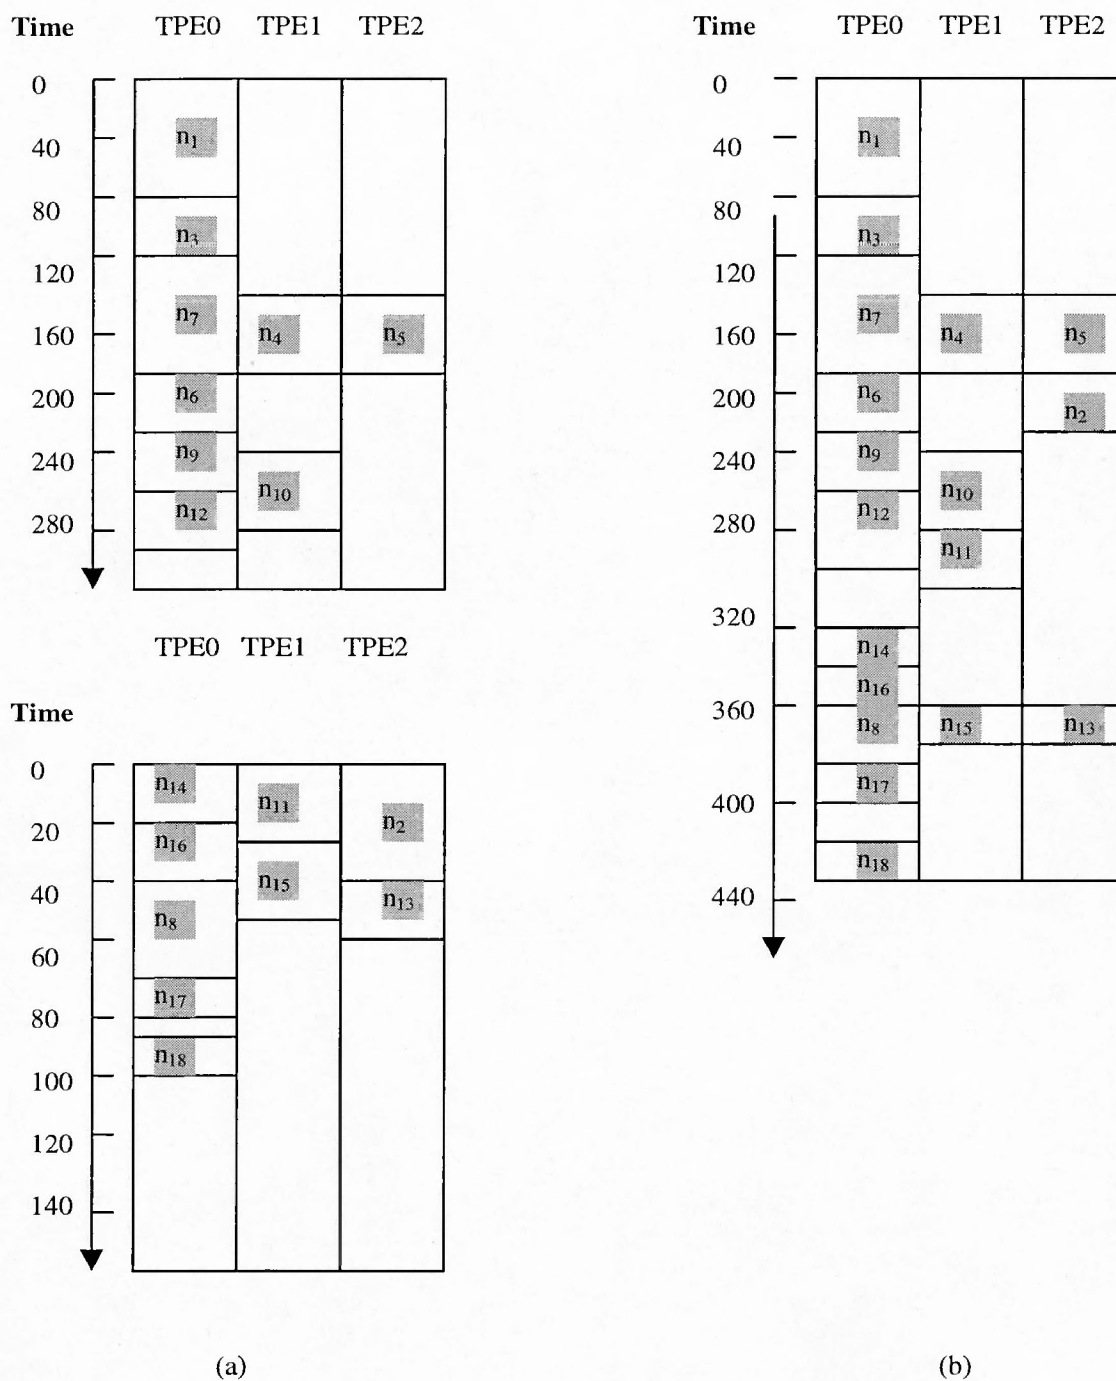 Time TPE0 TPE1 TPE2
0
n1
40
80
n3
120
n7
160
n4 n5
200
n6
240
n9
n10
280
n12
TPE0 TPE1 TPE2
Time
0
n14
n11
n2
20
n16
40
n15
n13
n8
60
n17
80
n18
100
120
140
(a)
Time TPE0 TPE1 TPE2
0
n1
40
80
n3
120
n7
160
n4 n5
200
n6
n2
240
n9
n10
280
n12
n11
320
n14
n16
360
n8 n15 n13
n17
400
n18
440
(b)